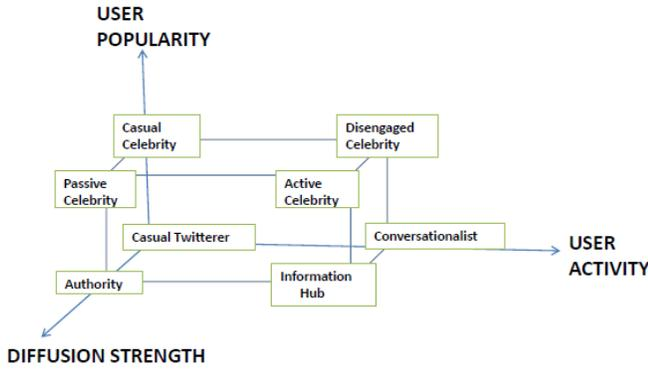 USER
POPULARITY
Casual
Celebrity
Disengaged
Celebrity
Passive
Celebrity
Active
Celebrity
Casual Twitterer
Conversationalist
USER
ACTIVITY
Authority
Information
Hub
DIFFUSION STRENGTH